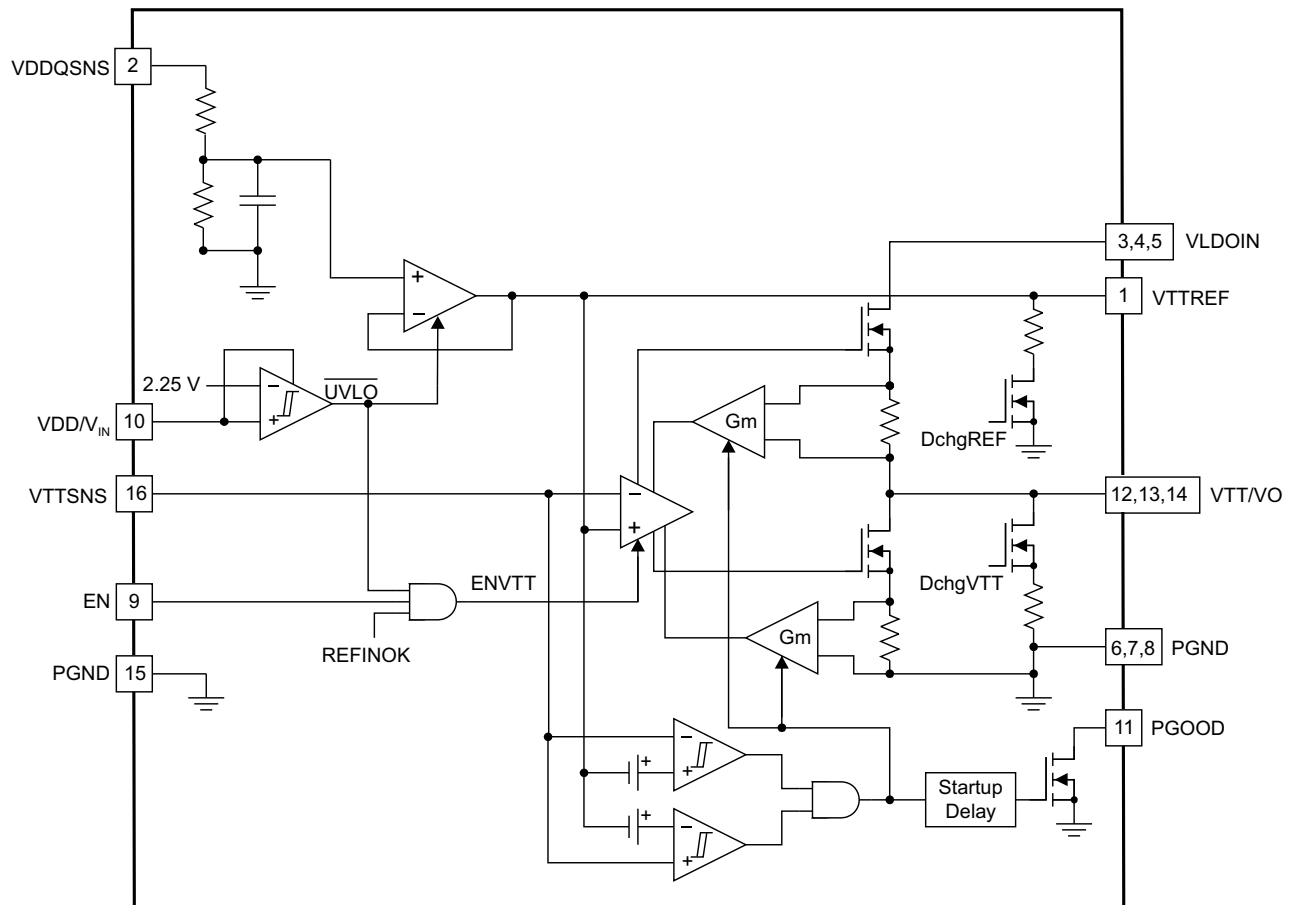 VDDQSNS 2
3,4,5 VLDOIN
+
1 VTTREF
−
2.25 V −
UVLO
VDD/VIN 10 +
Gm
DchgREF
VTTSNS 16
−
12,13,14 VTT/VO
+
ENVTT
DchgVTT
EN 9
Gm
REFINOK
6,7,8 PGND
PGND 15
11 PGOOD
−
+ +
Startup
Delay
+ −
+